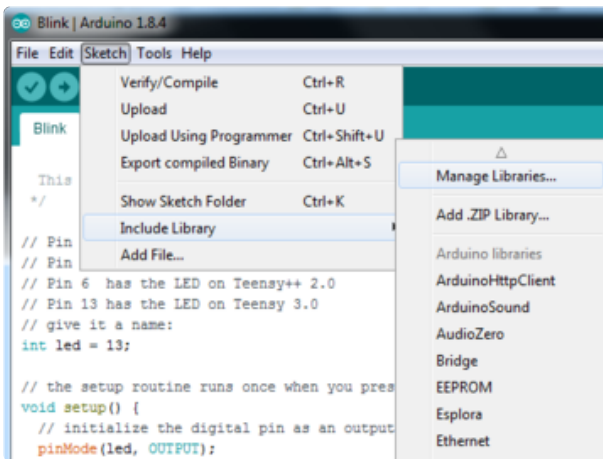 Blink | Arduino 1.8.4
File Edit Sketch Tools Help
Verify/Compile Ctrl+R
Upload Ctrl+U
Upload Using Programmer Ctrl+Shift+U
Export compiled Binary Ctrl+Alt+S
Show Sketch Folder Ctrl+K
Include Library
Add File...
Manage Libraries...
Add .ZIP Library...
Arduino libraries
ArduinoHttpClient
ArduinoSound
AudioZero
Bridge
EEPROM
Esplora
Ethernet
Blink
This
*/
// Pin
// Pin
// Pin 6 has the LED on Teensy++ 2.0
// Pin 13 has the LED on Teensy 3.0
// give it a name:
int led = 13;
// the setup routine runs once when you pres
void setup() {
// initialize the digital pin as an output
pinMode(led, OUTPUT);